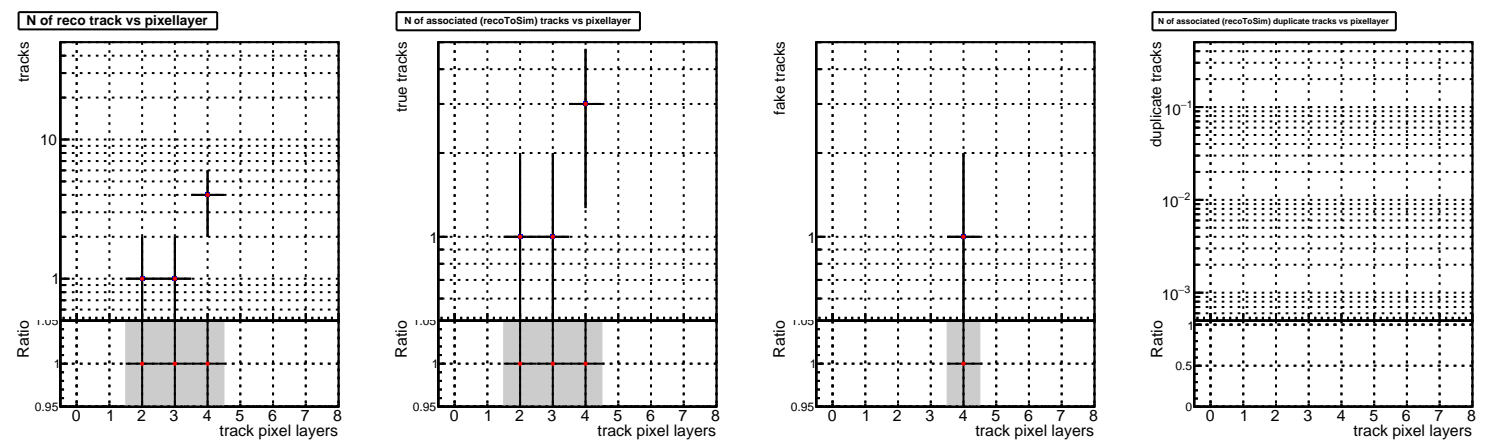 N of reco track vs pixellayer
tracks
10
1
Ratio
1.05
1
0.95
0 1 2 3 4 5 6 7 8
track pixel layers
N of associated (recoToSim) tracks vs pixellayer
true tracks
1
Ratio
1.05
1
0.95
0 1 2 3 4 5 6 7 8
track pixel layers
fake tracks
1
Ratio
1.05
1
0.95
0 1 2 3 4 5 6 7 8
track pixel layers
N of associated (recoToSim) duplicate tracks vs pixellayer
duplicate tracks
10⁻¹
10⁻²
10⁻³
Ratio
1
0.5
0
0 1 2 3 4 5 6 7 8
track pixel layers